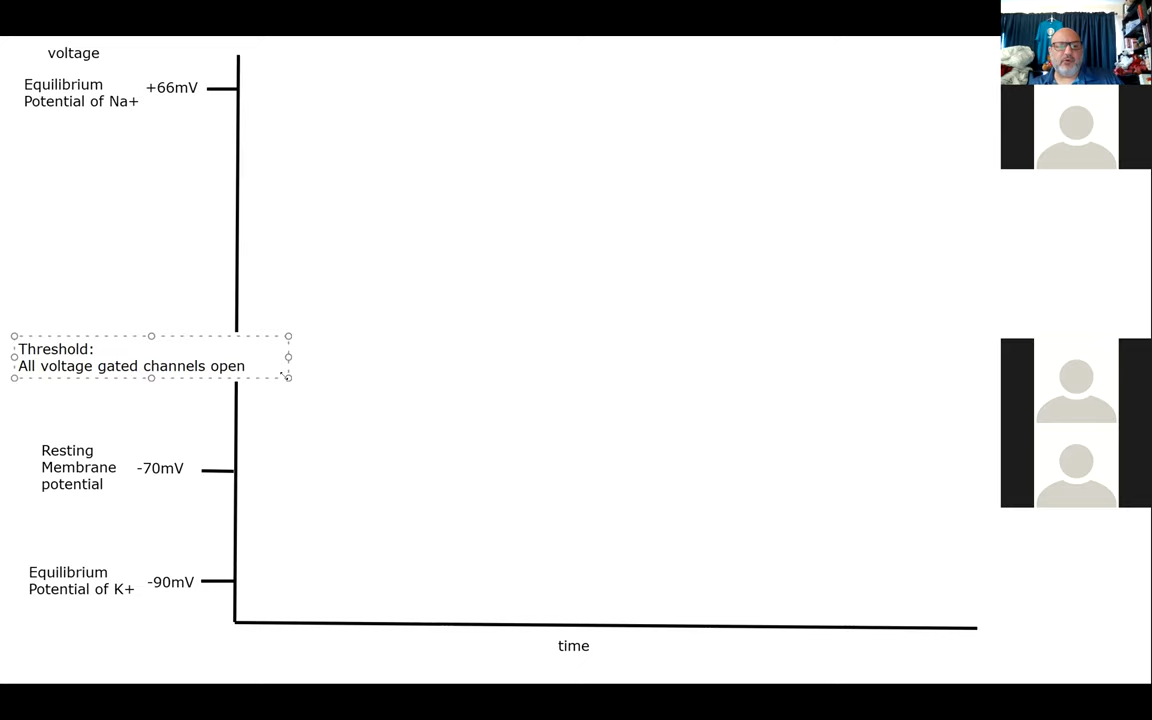 voltage
Equilibrium
Potential of Na+
+66mV
Threshold:
All voltage gated channels open
Resting
Membrane
potential
-70mV
Equilibrium
Potential of K+
-90mV
time